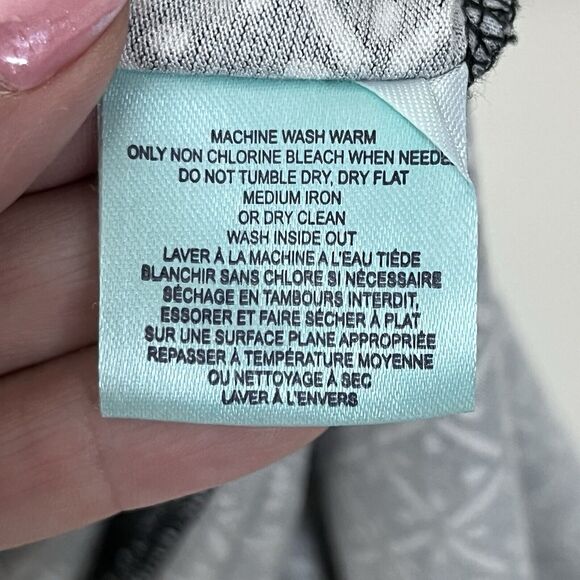 MACHINE WASH WARM
ONLY NON CHLORINE BLEACH WHEN NEEDE
DO NOT TUMBLE DRY, DRY FLAT
MEDIUM IRON
OR DRY CLEAN
WASH INSIDE OUT
LAVER À LA MACHINE A L'EAU TIÉDE
BLANCHIR SANS CHLORE SI NÉCESSAIRE
SÉCHAGE EN TAMBOURS INTERDIT,
ESSORER ET FAIRE SÉCHER À PLAT
SUR UNE SURFACE PLANE APPROPRIÉE
REPASSER À TEMPÉRATURE MOYENNE
OU NETTOYAGE À SEC
LAVER À L'ENVERS